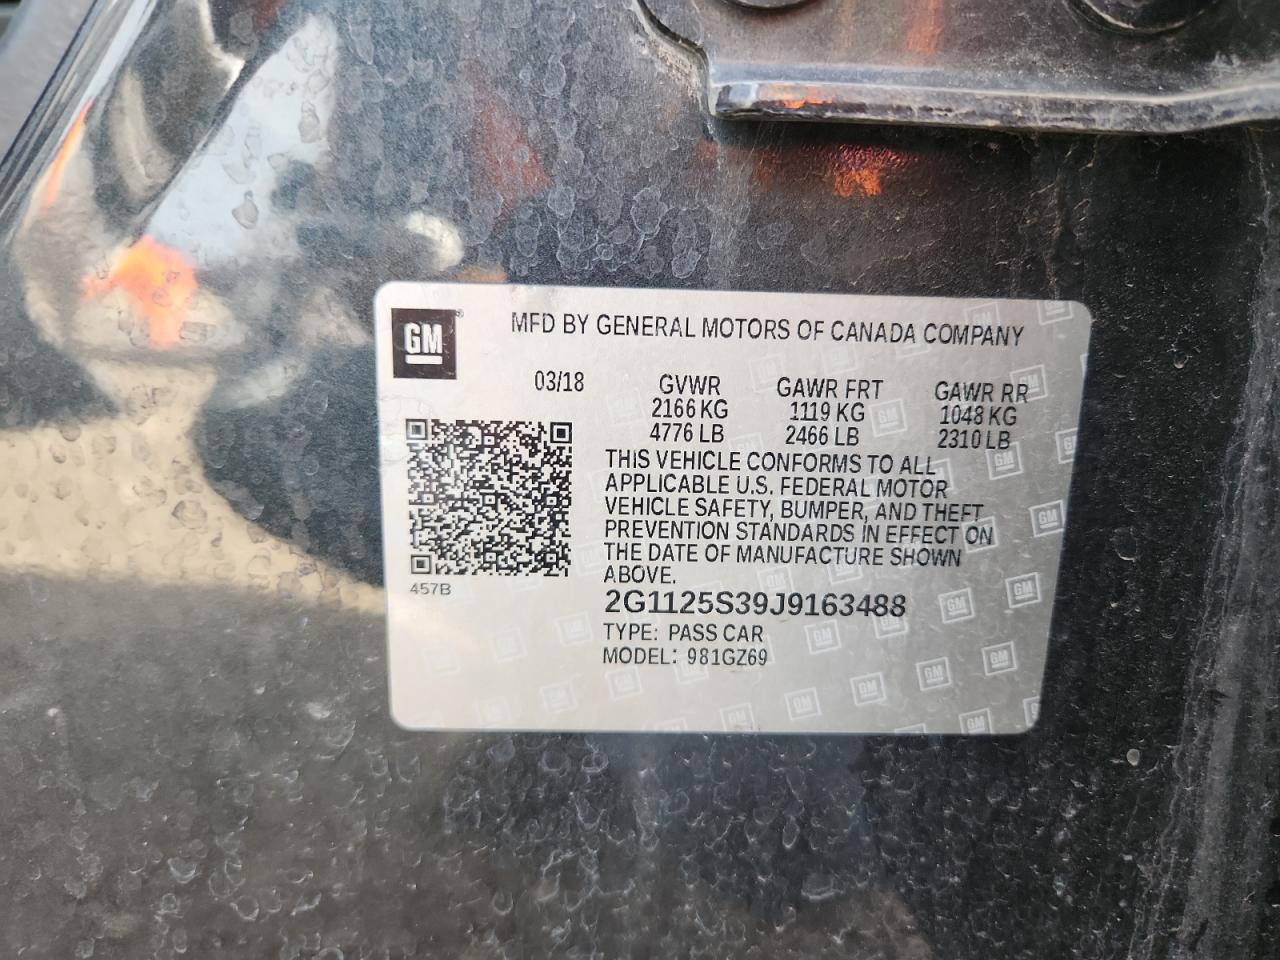 GM
MFD BY GENERAL MOTORS OF CANADA COMPANY
03/18 GVWR GAWR FRT GAWR RR
2166 KG 1119 KG 1048 KG
4776 LB 2466 LB 2310 LB
THIS VEHICLE CONFORMS TO ALL
APPLICABLE U.S. FEDERAL MOTOR
VEHICLE SAFETY, BUMPER, AND THEFT
PREVENTION STANDARDS IN EFFECT ON
THE DATE OF MANUFACTURE SHOWN
ABOVE.
457B
2G1125S39J9163488
TYPE: PASS CAR
MODEL: 981GZ69